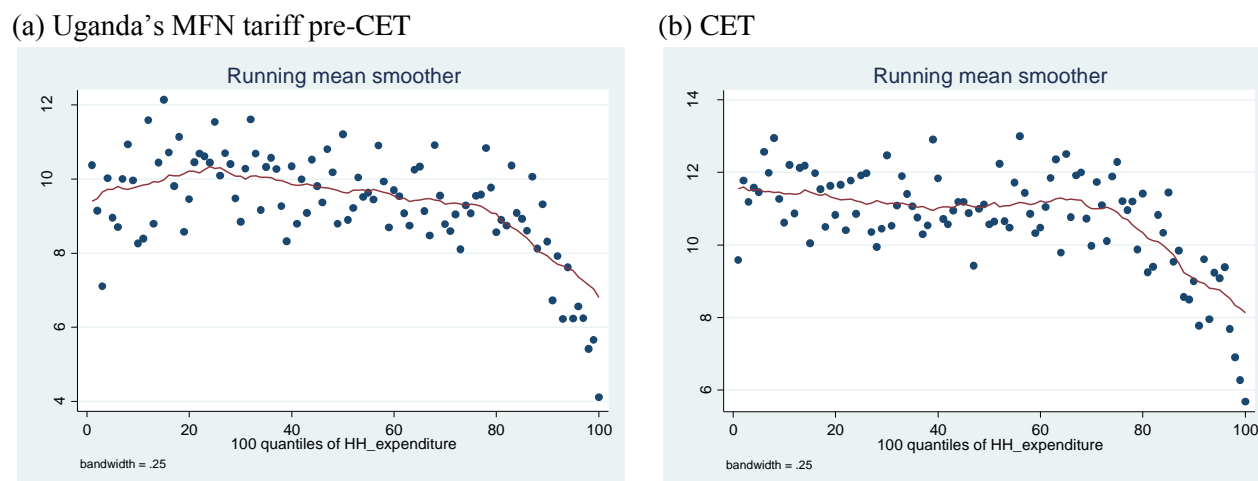 (a) Uganda's MFN tariff pre-CET
Running mean smoother
12
10
8
6
4
0 20 40 60 80 100
100 quantiles of HH_expenditure
bandwidth = .25
(b) CET
Running mean smoother
14
12
10
8
6
0 20 40 60 80 100
100 quantiles of HH_expenditure
bandwidth = .25